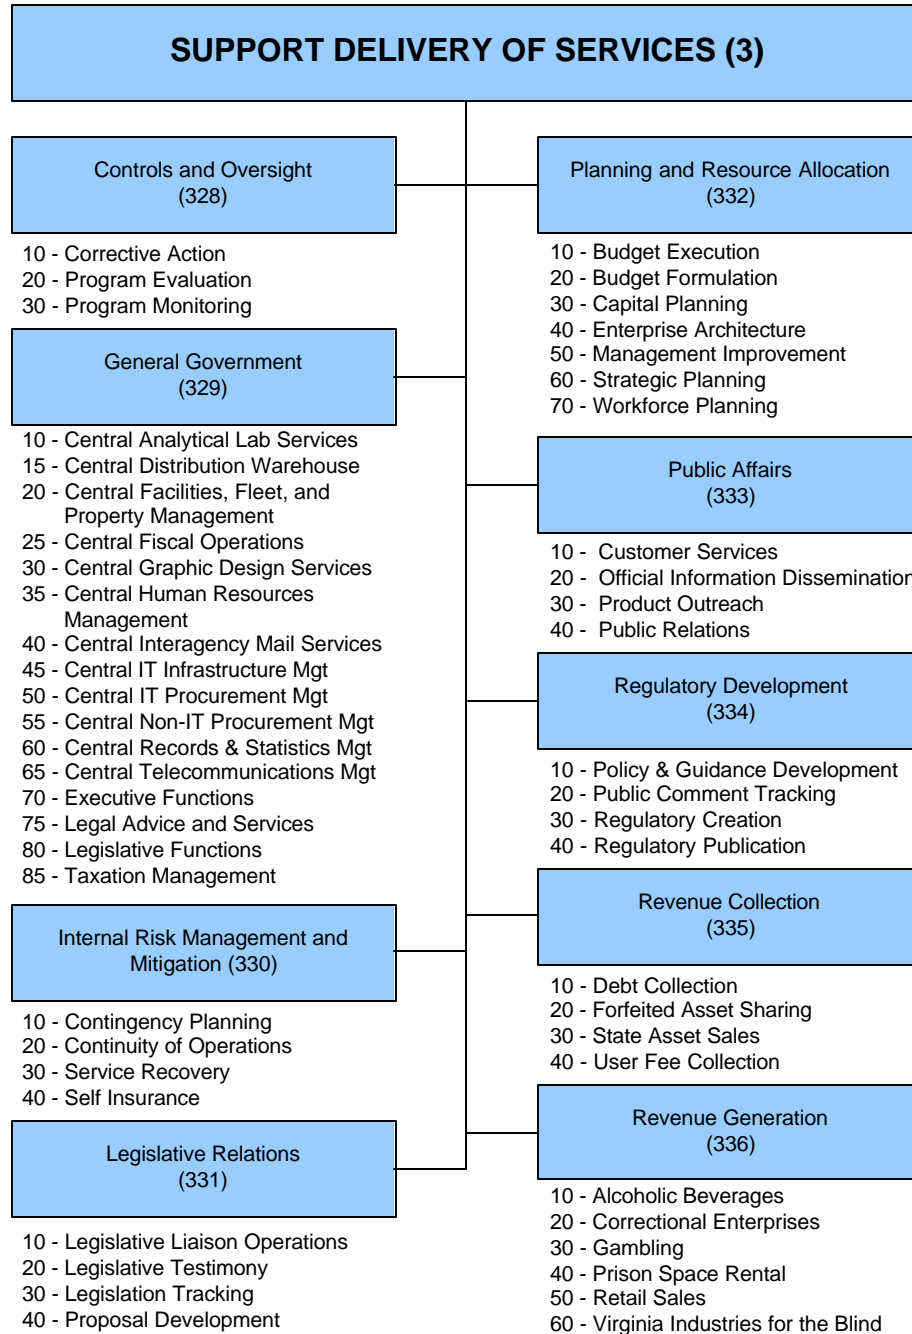 SUPPORT DELIVERY OF SERVICES (3)
Controls and Oversight
(328)
10 - Corrective Action
20 - Program Evaluation
30 - Program Monitoring
General Government
(329)
10 - Central Analytical Lab Services
15 - Central Distribution Warehouse
20 - Central Facilities, Fleet, and
Property Management
25 - Central Fiscal Operations
30 - Central Graphic Design Services
35 - Central Human Resources
Management
40 - Central Interagency Mail Services
45 - Central IT Infrastructure Mgt
50 - Central IT Procurement Mgt
55 - Central Non-IT Procurement Mgt
60 - Central Records & Statistics Mgt
65 - Central Telecommunications Mgt
70 - Executive Functions
75 - Legal Advice and Services
80 - Legislative Functions
85 - Taxation Management
Internal Risk Management and
Mitigation (330)
10 - Contingency Planning
20 - Continuity of Operations
30 - Service Recovery
40 - Self Insurance
Legislative Relations
(331)
10 - Legislative Liaison Operations
20 - Legislative Testimony
30 - Legislation Tracking
40 - Proposal Development
Planning and Resource Allocation
(332)
10 - Budget Execution
20 - Budget Formulation
30 - Capital Planning
40 - Enterprise Architecture
50 - Management Improvement
60 - Strategic Planning
70 - Workforce Planning
Public Affairs
(333)
10 - Customer Services
20 - Official Information Dissemination
30 - Product Outreach
40 - Public Relations
Regulatory Development
(334)
10 - Policy & Guidance Development
20 - Public Comment Tracking
30 - Regulatory Creation
40 - Regulatory Publication
Revenue Collection
(335)
10 - Debt Collection
20 - Forfeited Asset Sharing
30 - State Asset Sales
40 - User Fee Collection
Revenue Generation
(336)
10 - Alcoholic Beverages
20 - Correctional Enterprises
30 - Gambling
40 - Prison Space Rental
50 - Retail Sales
60 - Virginia Industries for the Blind